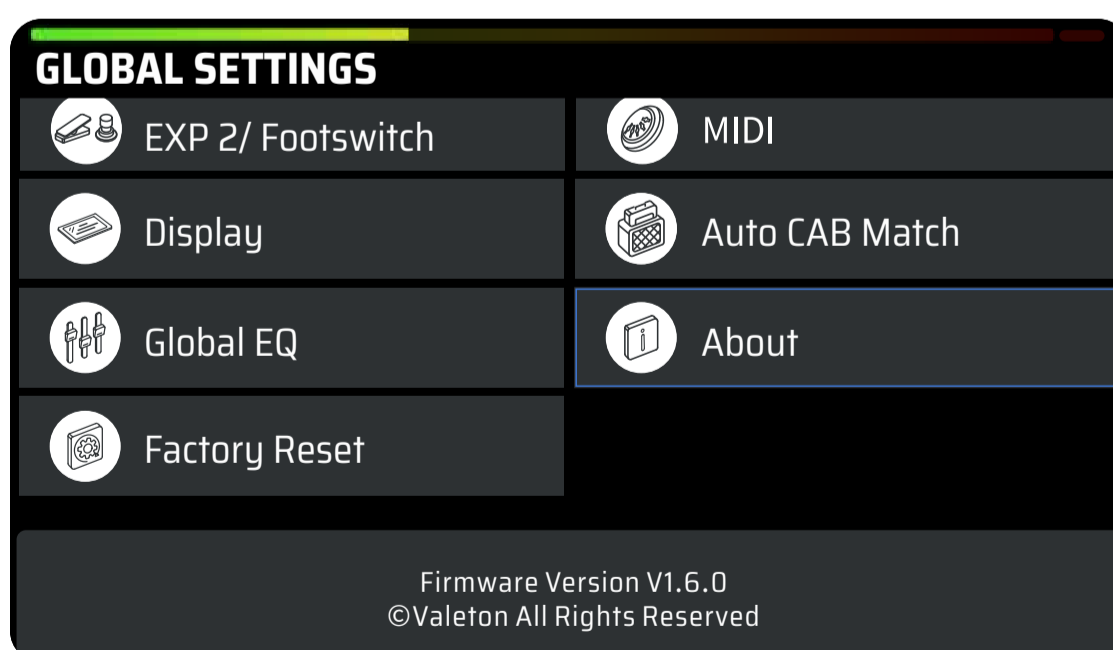 GLOBAL SETTINGS
EXP 2/ Footswitch
MIDI
Display
Auto CAB Match
Global EQ
About
Factory Reset
Firmware Version V1.6.0
©Valeton All Rights Reserved